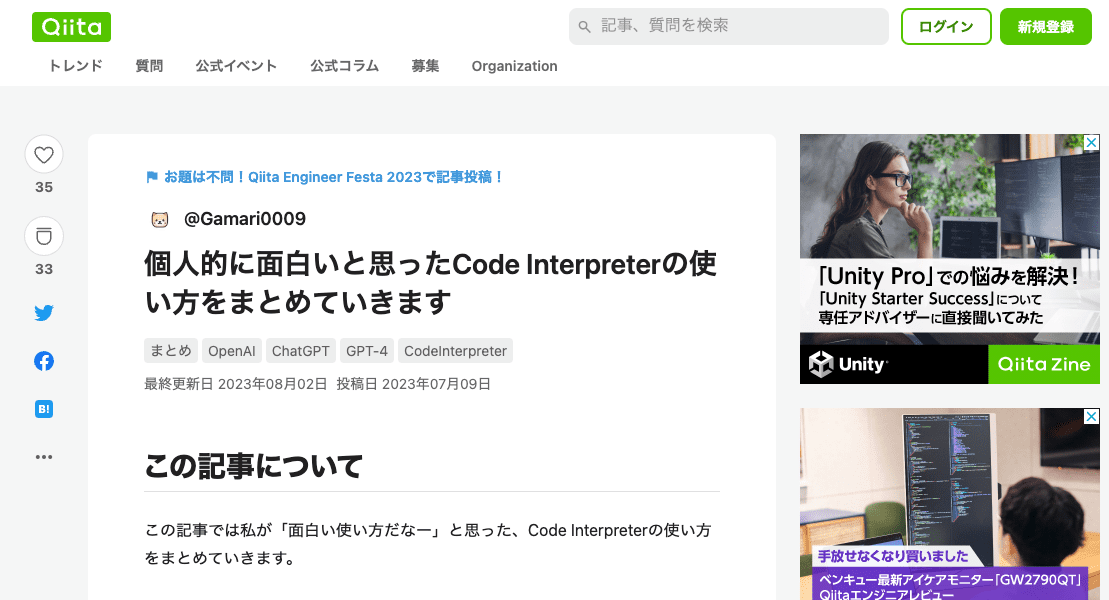 Qiita
記事、質問を検索
ログイン
新規登録
トレンド
質問
公式イベント
公式コラム
募集
Organization
35
33
B!
お題は不問！Qiita Engineer Festa 2023で記事投稿！
@Gamari0009
個人的に面白いと思ったCode Interpreterの使
い方をまとめていきます
まとめ
OpenAI
ChatGPT
GPT-4
CodeInterpreter
最終更新日 2023年08月02日 投稿日 2023年07月09日
この記事について
この記事では私が「面白い使い方だなー」と思った、Code Interpreterの使い方
をまとめていきます。
「Unity Pro」での悩みを解決！
「Unity Starter Success」について
専任アドバイザーに直接聞いてみた
Unity
Qiita Zine
手放せなくなり買いました
ベンキュー最新アイケアモニター「GW2790QT」
Qiitaエンジニアレビュー